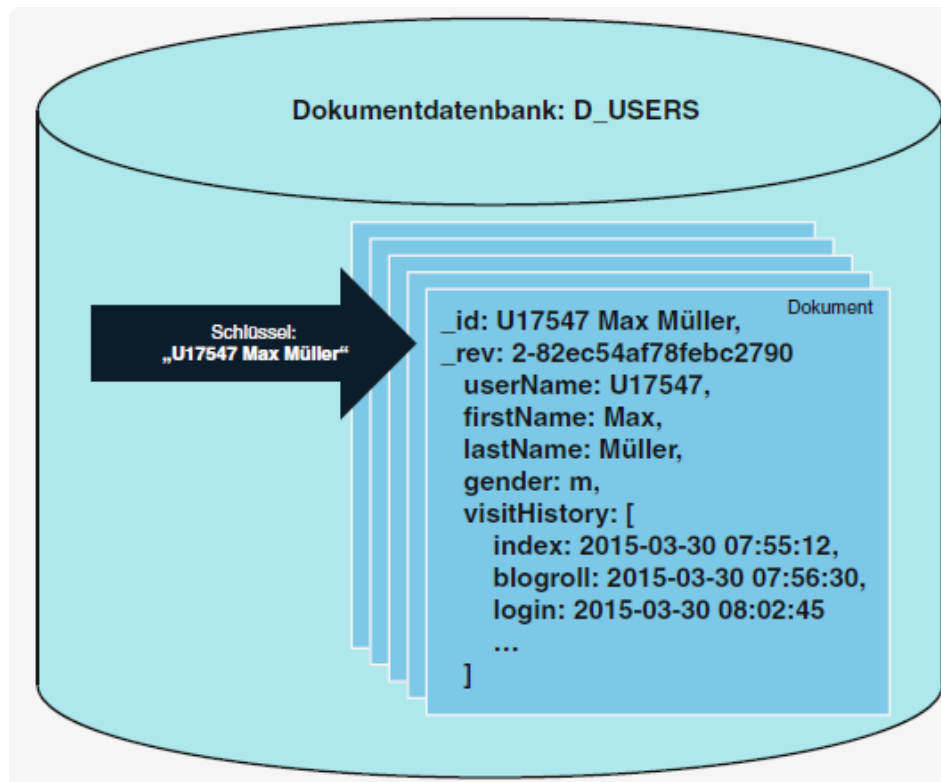 Dokumentdatenbank: D_USERS
Schlüssel:
„U17547 Max Müller“
Dokument
_id: U17547 Max Müller,
_rev: 2-82ec54af78febc2790
userName: U17547,
firstName: Max,
lastName: Müller,
gender: m,
visitHistory: [
index: 2015-03-30 07:55:12,
blogroll: 2015-03-30 07:56:30,
login: 2015-03-30 08:02:45
...
]